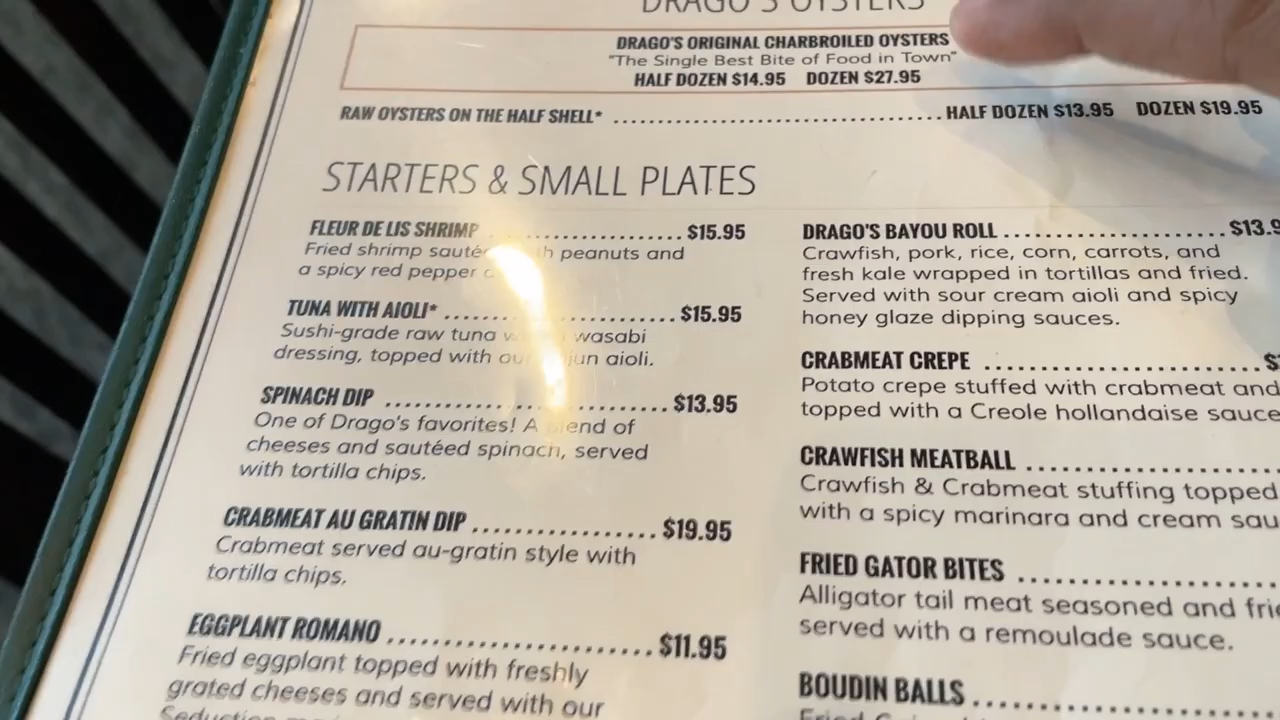 DRAGO'S OYSTERS
DRAGO'S ORIGINAL CHARBROILED OYSTERS
"The Single Best Bite of Food in Town"
HALF DOZEN $14.95 DOZEN $27.95
RAW OYSTERS ON THE HALF SHELL* ........................................ HALF DOZEN $13.95 DOZEN $19.95
STARTERS & SMALL PLATES
FLEUR DE LIS SHRIMP ........................ $15.95
Fried shrimp peanuts and
a spicy red pepper
TUNA WITH AIOLI* ............................ $15.95
Sushi-grade raw tuna wasabi
dressing, topped with aioli.
SPINACH DIP ................................ $13.95
One of Drago's favorites! A of
cheeses and sautéed spinach, served
with tortilla chips.
CRABMEAT AU GRATIN DIP .................... $19.95
Crabmeat served au-gratin style with
tortilla chips.
EGGPLANT ROMANO ............................ $11.95
Fried eggplant topped with freshly
grated cheeses and served with our
DRAGO'S BAYOU ROLL ......................... $13.9
Crawfish, pork, rice, corn, carrots, and
fresh kale wrapped in tortillas and fried.
Served with sour cream aioli and spicy
honey glaze dipping sauces.
CRABMEAT CREPE ............................. $
Potato crepe stuffed with crabmeat and
topped with a Creole hollandaise sauce
CRAWFISH MEATBALL ..........................
Crawfish & Crabmeat stuffing topped
with a spicy marinara and cream sau
FRIED GATOR BITES ..........................
Alligator tail meat seasoned and frie
served with a remoulade sauce.
BOUDIN BALLS ...............................